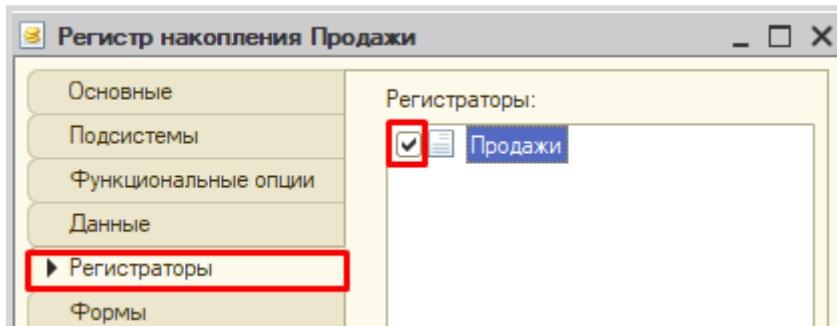 Регистр накопления Продажи
Основные
Подсистемы
Функциональные опции
Данные
Регистраторы
Формы
Регистраторы:
Продажи